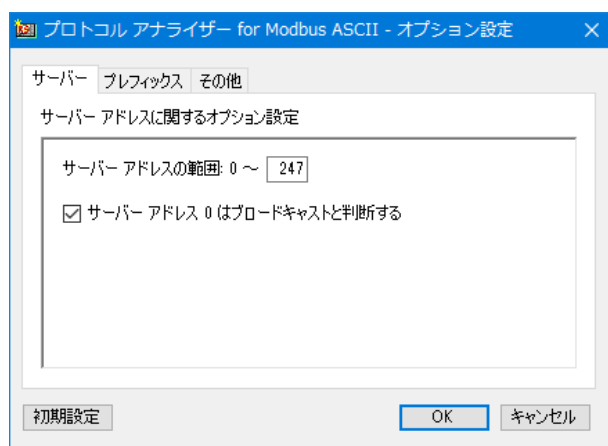 プロトコル アナライザー for Modbus ASCII - オプション設定
サーバー プレフィックス その他
サーバー アドレスに関するオプション設定
サーバー アドレスの範囲: 0 ～ 247
サーバー アドレス 0 はブロードキャストと判断する
初期設定 OK キャンセル